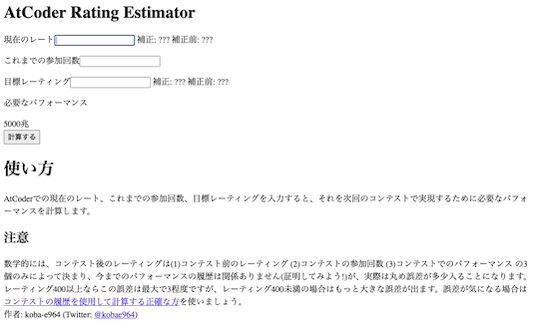 AtCoder Rating Estimator
現在のレート 補正: ??? 補正前: ???
これまでの参加回数
目標レーティング 補正: ??? 補正前: ???
必要なパフォーマンス
5000兆
計算する
使い方
AtCoderでの現在のレート、これまでの参加回数、目標レーティングを入力すると、それを次回のコンテストで実現するために必要なパフォ
ーマンスを計算します。
注意
数学的には、コンテスト後のレーティングは(1)コンテスト前のレーティング (2)コンテストの参加回数 (3)コンテストでのパフォーマンス の3
個のみによって決まり、今までのパフォーマンスの履歴は関係ありません(証明してみよう!)が、実際は丸め誤差が多少入ることになります。
レーティング400以上ならこの誤差は最大で3程度ですが、レーティング400未満の場合はもっと大きな誤差が出ます。誤差が気になる場合は
コンテストの履歴を使用して計算する正確な方を使いましょう。
作者: koba-e964 (Twitter: @kobae964)